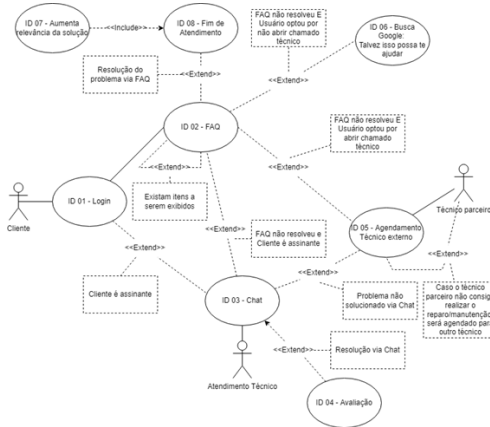 ID 07 - Aumenta
relevância da solução
<<Include>>
ID 08 - Fim de
Atendimento
FAQ não resolveu E
Usuário optou por
não abrir chamado
técnico
ID 06 - Busca
Google:
Talvez isso possa te
ajudar
Resolução do
problema via FAQ
<<Extend>>
<<Extend>>
ID 02 - FAQ
FAQ não resolveu E
Usuário optou por
abrir chamado
técnico
<<Extend>>
<<Extend>>
Existam itens a
serem exibidos
ID 01 - Login
Cliente
Técnico parceiro
ID 05 - Agendamento
Técnico externo
<<Extend>>
<<Extend>>
FAQ não resolveu e
Cliente é assinante
<<Extend>>
<<Extend>>
Cliente é assinante
ID 03 - Chat
Problema não
solucionado via Chat
Caso o técnico
parceiro não consig
realizar o
reparo/manutenção
será agendado par
outro técnico
Atendimento Técnico
<<Extend>>
Resolução via Chat
ID 04 - Avaliação